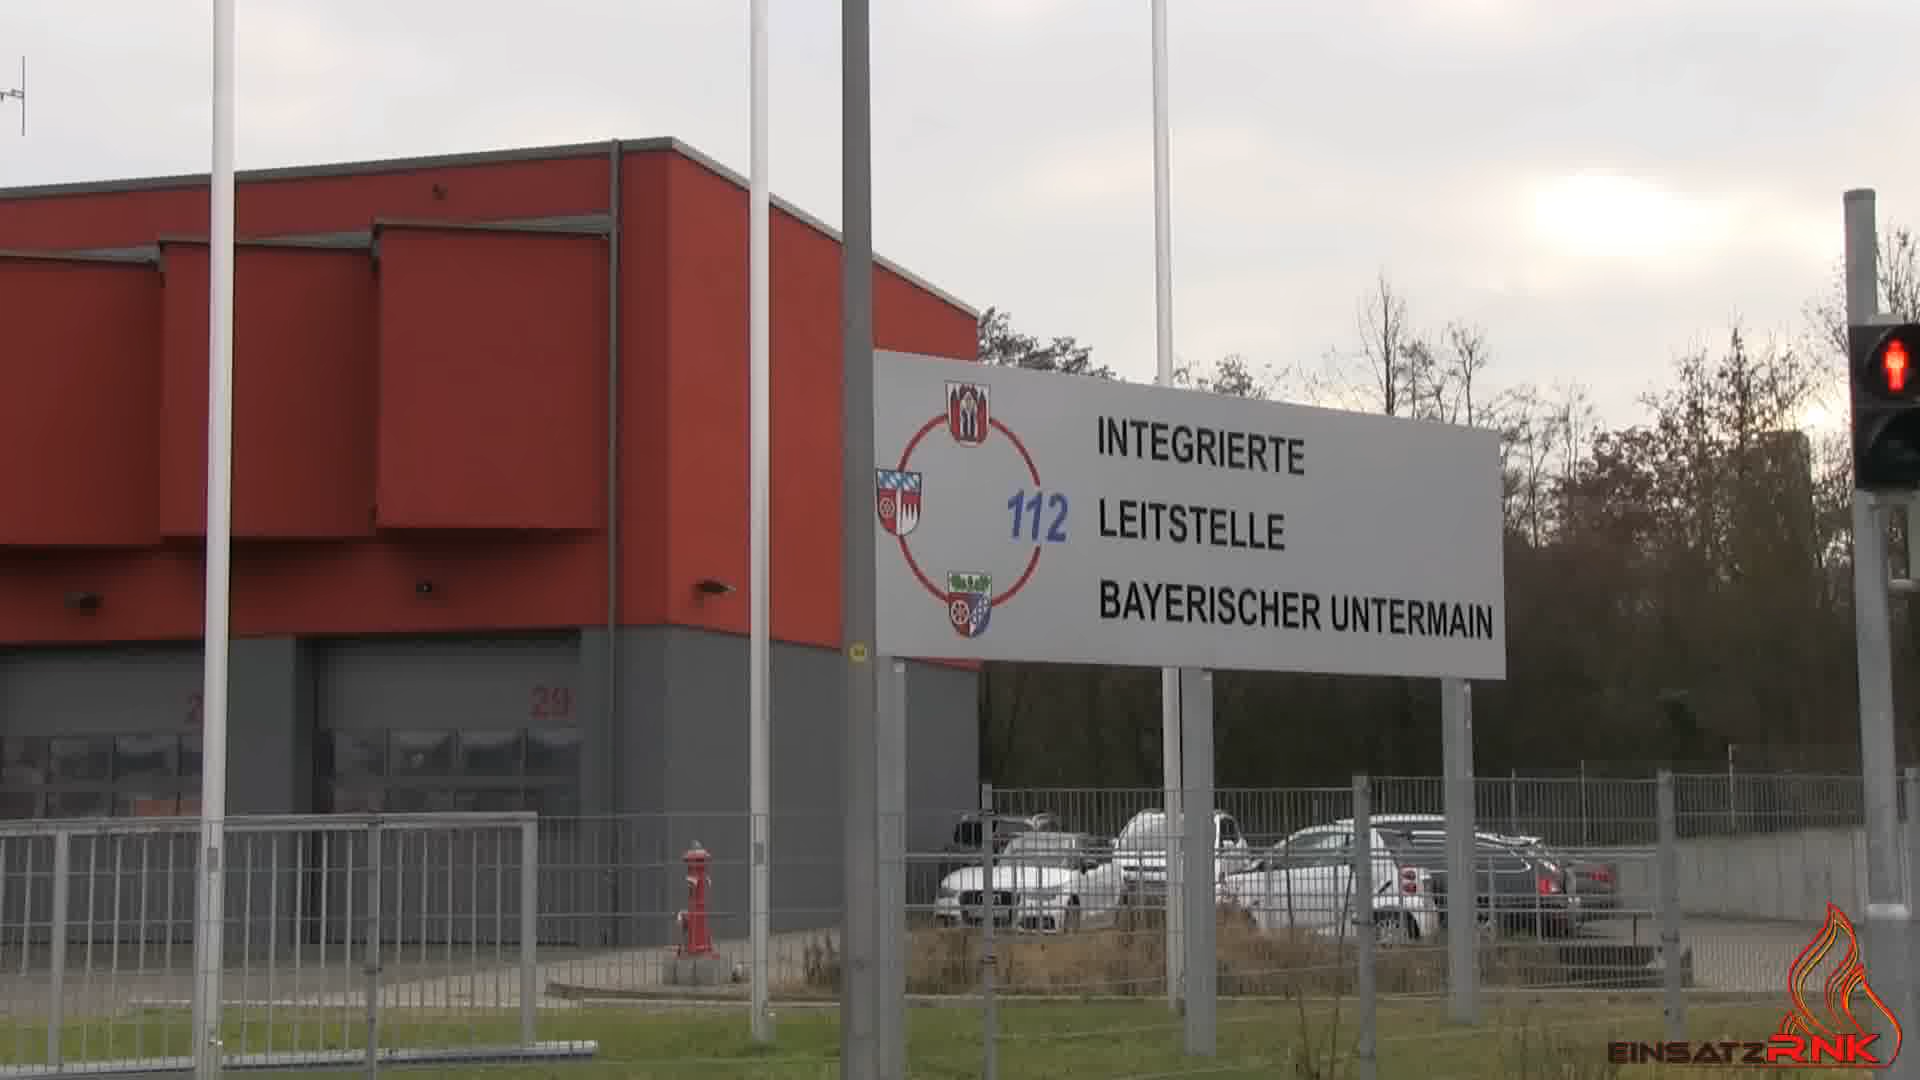 INTEGRIERTE
112 LEITSTELLE
BAYERISCHER UNTERMAIN
29
EINSATZRNK